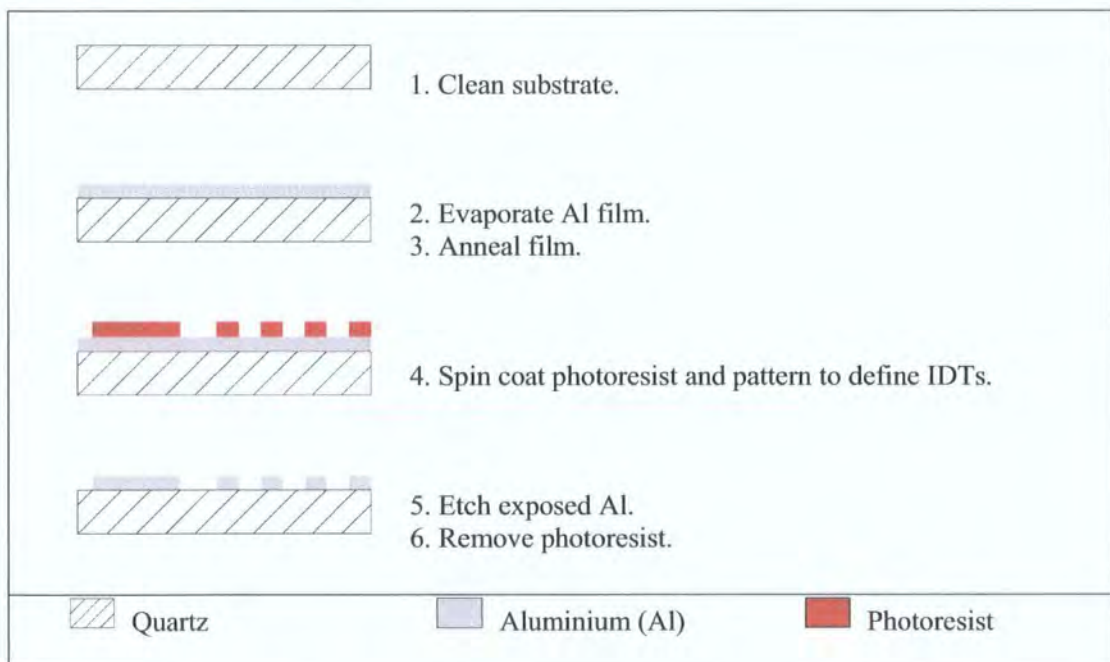 1. Clean substrate.
2. Evaporate Al film.
3. Anneal film.
4. Spin coat photoresist and pattern to define IDTs.
5. Etch exposed Al.
6. Remove photoresist.
Quartz
Aluminium (Al)
Photoresist